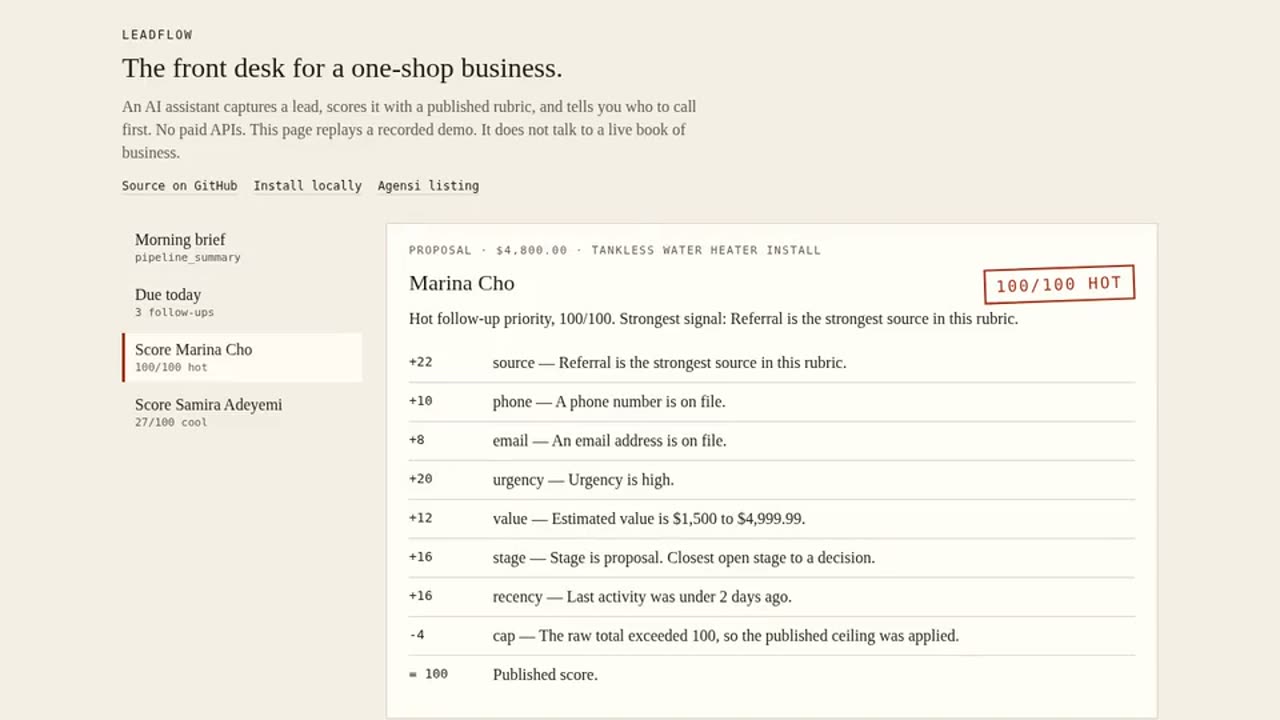 LEADFLOW
The front desk for a one-shop business.
An AI assistant captures a lead, scores it with a published rubric, and tells you who to call
first. No paid APIs. This page replays a recorded demo. It does not talk to a live book of
business.
Source on GitHub Install locally Agensi listing
Morning brief
pipeline_summary
Due today
3 follow-ups
Score Marina Cho
100/100 hot
Score Samira Adeyemi
27/100 cool
PROPOSAL · $4,800.00 · TANKLESS WATER HEATER INSTALL
Marina Cho
100/100 HOT
Hot follow-up priority, 100/100. Strongest signal: Referral is the strongest source in this rubric.
+22 source — Referral is the strongest source in this rubric.
+10 phone — A phone number is on file.
+8 email — An email address is on file.
+20 urgency — Urgency is high.
+12 value — Estimated value is $1,500 to $4,999.99.
+16 stage — Stage is proposal. Closest open stage to a decision.
+16 recency — Last activity was under 2 days ago.
-4 cap — The raw total exceeded 100, so the published ceiling was applied.
= 100 Published score.